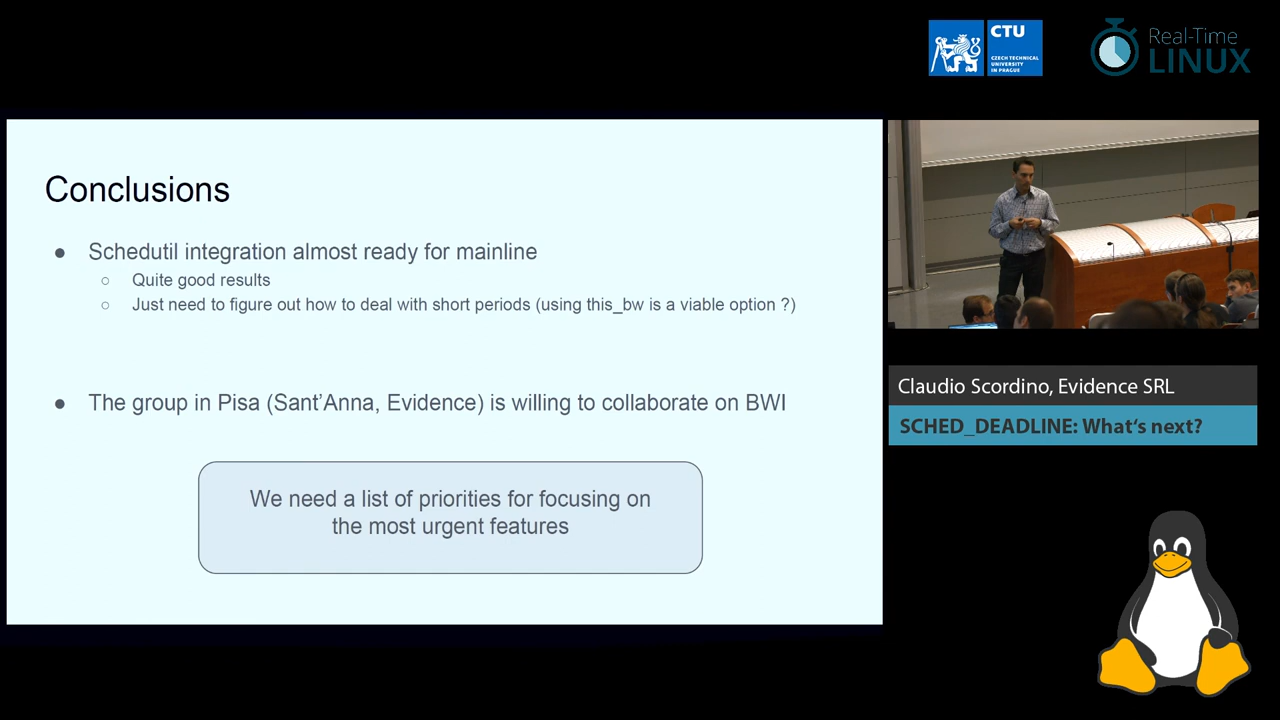 CTU
CZECH TECHNICAL
UNIVERSITY
IN PRAGUE
Real-Time
LINUX
Conclusions
● Schedutil integration almost ready for mainline
○ Quite good results
○ Just need to figure out how to deal with short periods (using this_bw is a viable option ?)
● The group in Pisa (Sant'Anna, Evidence) is willing to collaborate on BWI
We need a list of priorities for focusing on
the most urgent features
Claudio Scordino, Evidence SRL
SCHED_DEADLINE: What's next?